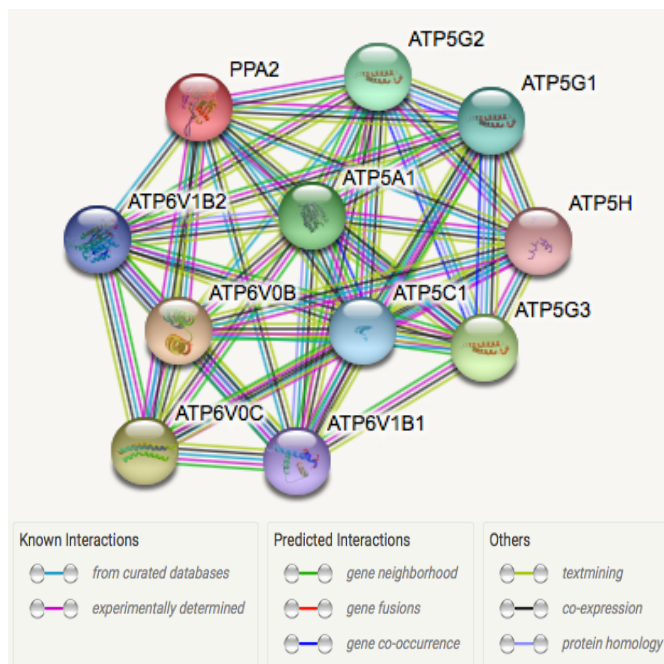 ATP5G2
PPA2
ATP5G1
ATP5A1
ATP6V1B2
ATP5H
ATP6V0B
ATP5C1
ATP5G3
ATP6V0C
ATP6V1B1
Known Interactions
from curated databases
experimentally determined
Predicted Interactions
gene neighborhood
gene fusions
gene co-occurrence
Others
textmining
co-expression
protein homology